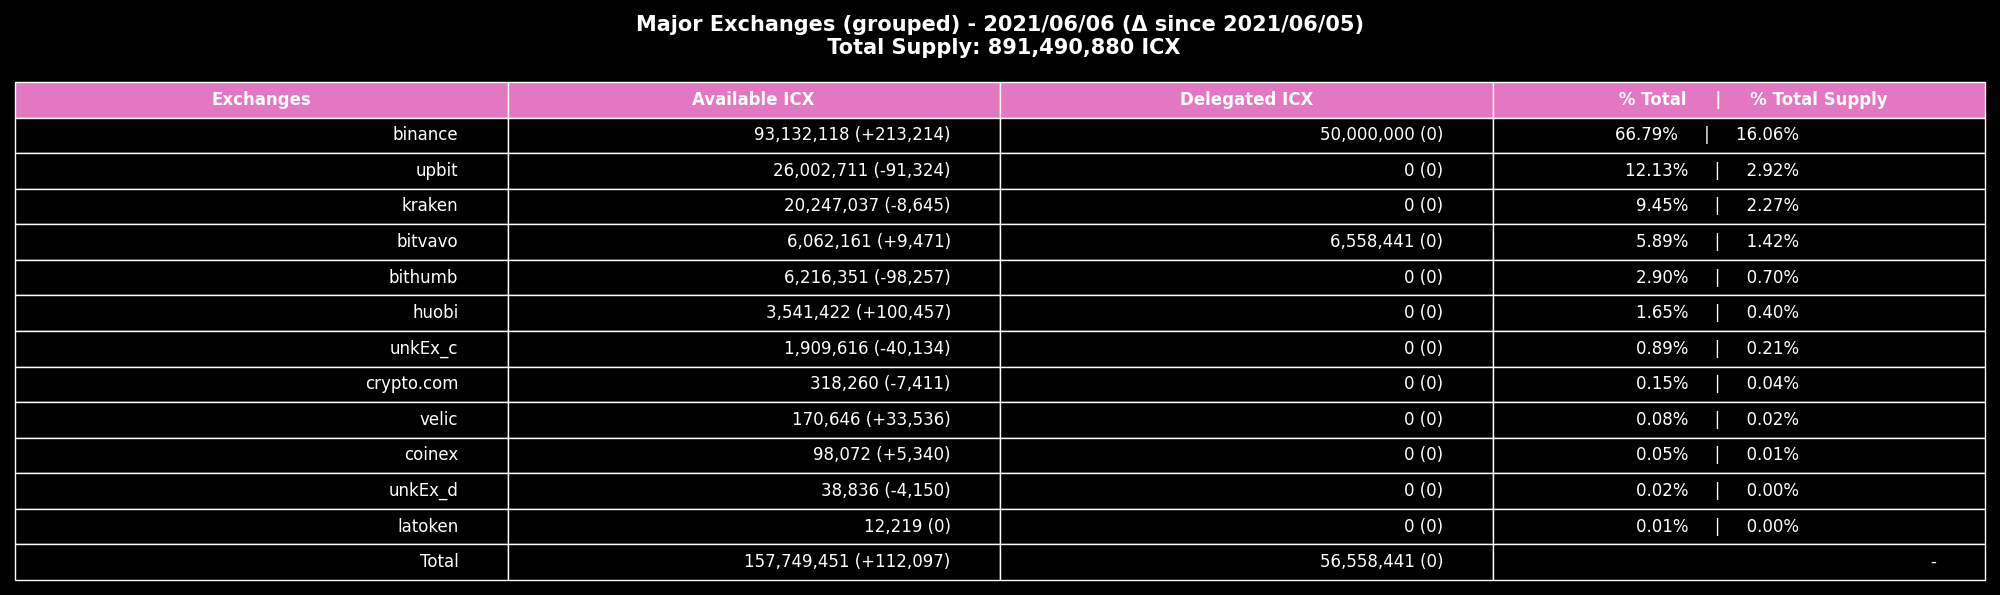 Major Exchanges (grouped) - 2021/06/06 (Δ since 2021/06/05)
Total Supply: 891,490,880 ICX
Exchanges Available ICX Delegated ICX % Total | % Total Supply
binance 93,132,118 (+213,214) 50,000,000 (0) 66.79% | 16.06%
upbit 26,002,711 (-91,324) 0 (0) 12.13% | 2.92%
kraken 20,247,037 (-8,645) 0 (0) 9.45% | 2.27%
bitvavo 6,062,161 (+9,471) 6,558,441 (0) 5.89% | 1.42%
bithumb 6,216,351 (-98,257) 0 (0) 2.90% | 0.70%
huobi 3,541,422 (+100,457) 0 (0) 1.65% | 0.40%
unkEx_c 1,909,616 (-40,134) 0 (0) 0.89% | 0.21%
crypto.com 318,260 (-7,411) 0 (0) 0.15% | 0.04%
velic 170,646 (+33,536) 0 (0) 0.08% | 0.02%
coinex 98,072 (+5,340) 0 (0) 0.05% | 0.01%
unkEx_d 38,836 (-4,150) 0 (0) 0.02% | 0.00%
latoken 12,219 (0) 0 (0) 0.01% | 0.00%
Total 157,749,451 (+112,097) 56,558,441 (0) -